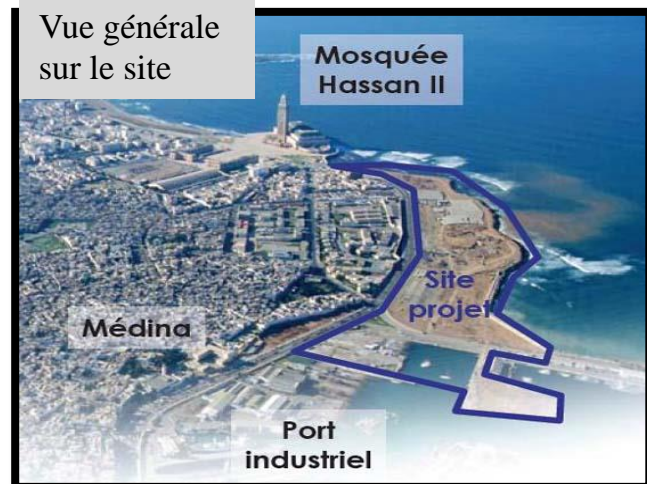 Vue générale
sur le site
Mosquée
Hassan II
Site
projet
Médina
Port
industriel